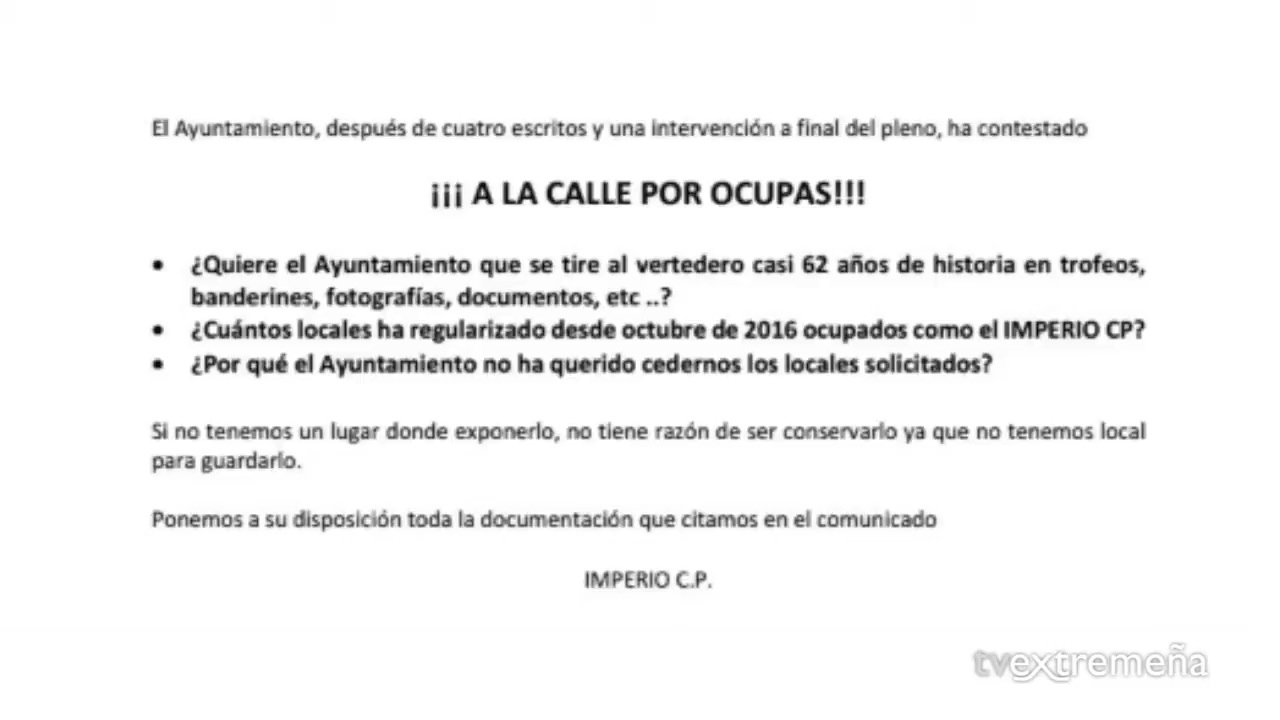 El Ayuntamiento, después de cuatro escritos y una intervención a final del pleno, ha contestado
¡¡¡ A LA CALLE POR OCUPAS!!!
• ¿Quiere el Ayuntamiento que se tire al vertedero casi 62 años de historia en trofeos,
banderines, fotografías, documentos, etc ..?
• ¿Cuántos locales ha regularizado desde octubre de 2016 ocupados como el IMPERIO CP?
• ¿Por qué el Ayuntamiento no ha querido cedernos los locales solicitados?
Si no tenemos un lugar donde exponerlo, no tiene razón de ser conservarlo ya que no tenemos local
para guardarlo.
Ponemos a su disposición toda la documentación que citamos en el comunicado
IMPERIO C.P.
tvextremeña